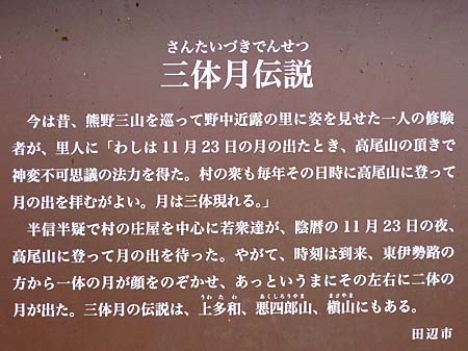 さんたいづきでんせつ
三体月伝説
今は昔、熊野三山を巡って野中近露の里に姿を見せた一人の修験
者が、里人に「わしは11月23日の月の出たとき、高尾山の頂きで
神変不可思議の法力を得た。村の衆も毎年その日時に高尾山に登って
月の出を拝むがよい。月は三体現れる。」
半信半疑で村の庄屋を中心に若衆達が、陰暦の11月23日の夜、
高尾山に登って月の出を待った。やがて、時刻は到来、東伊勢路の
方から一体の月が顔をのぞかせ、あっというまにその左右に二体の
うわたわ あくしろうやま まきやま
月が出た。三体月の伝説は、上多和、悪四郎山、槇山にもある。
田辺市